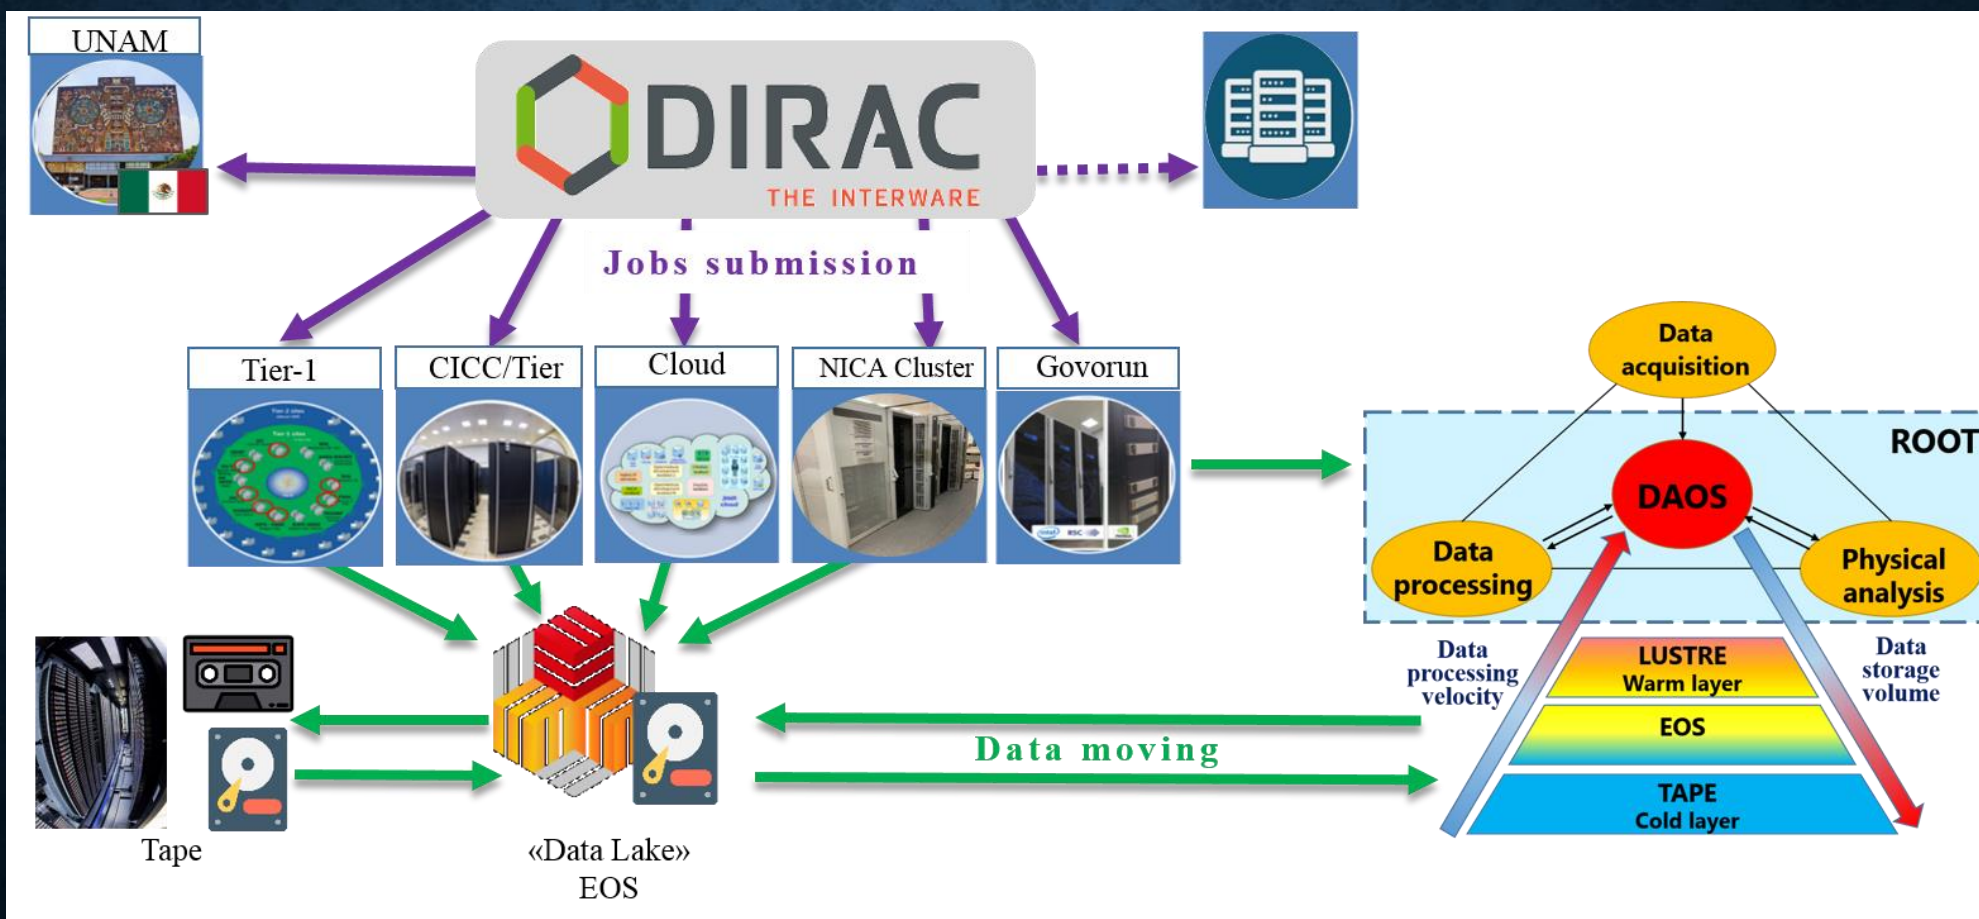 UNAM
DIRAC
THE INTERWARE
Jobs submission
Tier-1
CICC/Tier
Cloud
NICA Cluster
Govorun
intel
RSC
Data
acquisition
ROOT
DAOS
Data
processing
Physical
analysis
Data
processing
velocity
Data
storage
volume
LUSTRE
Warm layer
EOS
TAPE
Cold layer
Data moving
Tape
«Data Lake»
EOS